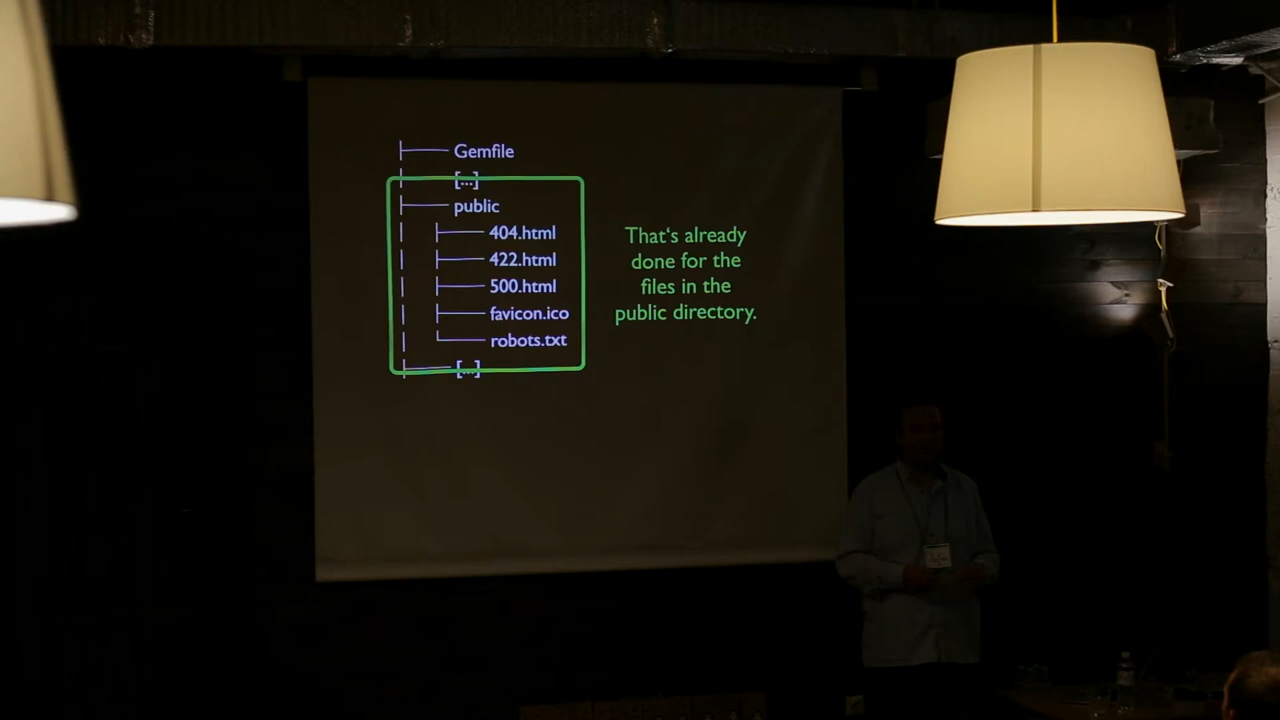 Gemfile
[...]
public
404.html
422.html
500.html
favicon.ico
robots.txt
[...]
That's already
done for the
files in the
public directory.